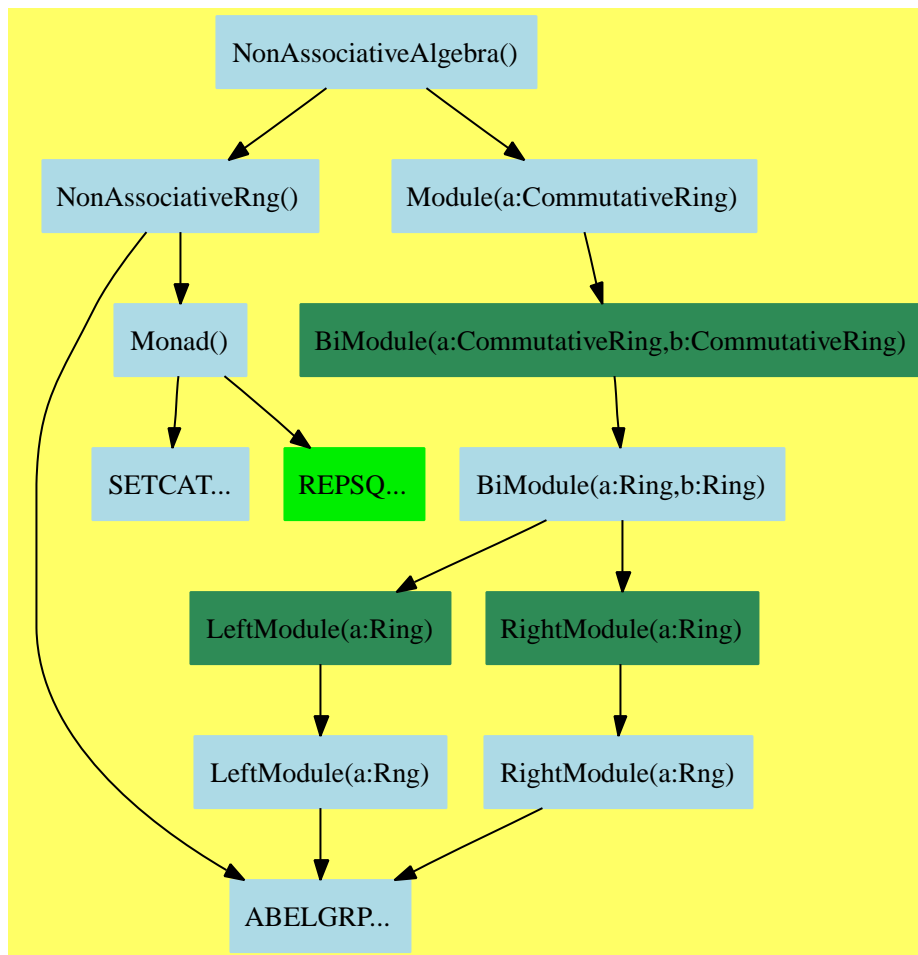 NonAssociativeAlgebra()
NonAssociativeRng()
Module(a:CommutativeRing)
Monad()
BiModule(a:CommutativeRing,b:CommutativeRing)
SETCAT...
REPSQ...
BiModule(a:Ring,b:Ring)
LeftModule(a:Ring)
RightModule(a:Ring)
LeftModule(a:Rng)
RightModule(a:Rng)
ABELGRP...